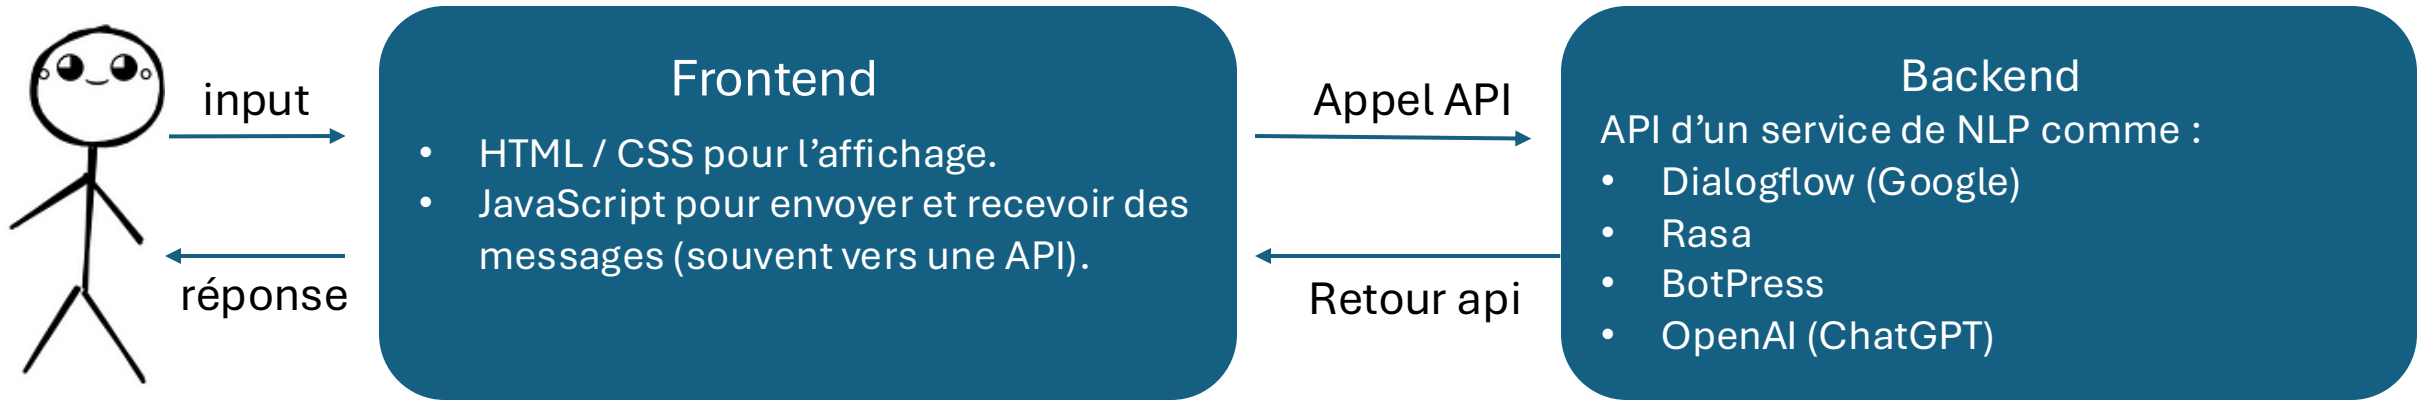 input
réponse
Frontend
• HTML / CSS pour l’affichage.
• JavaScript pour envoyer et recevoir des
messages (souvent vers une API).
Appel API
Retour api
Backend
API d’un service de NLP comme :
• Dialogflow (Google)
• Rasa
• BotPress
• OpenAI (ChatGPT)